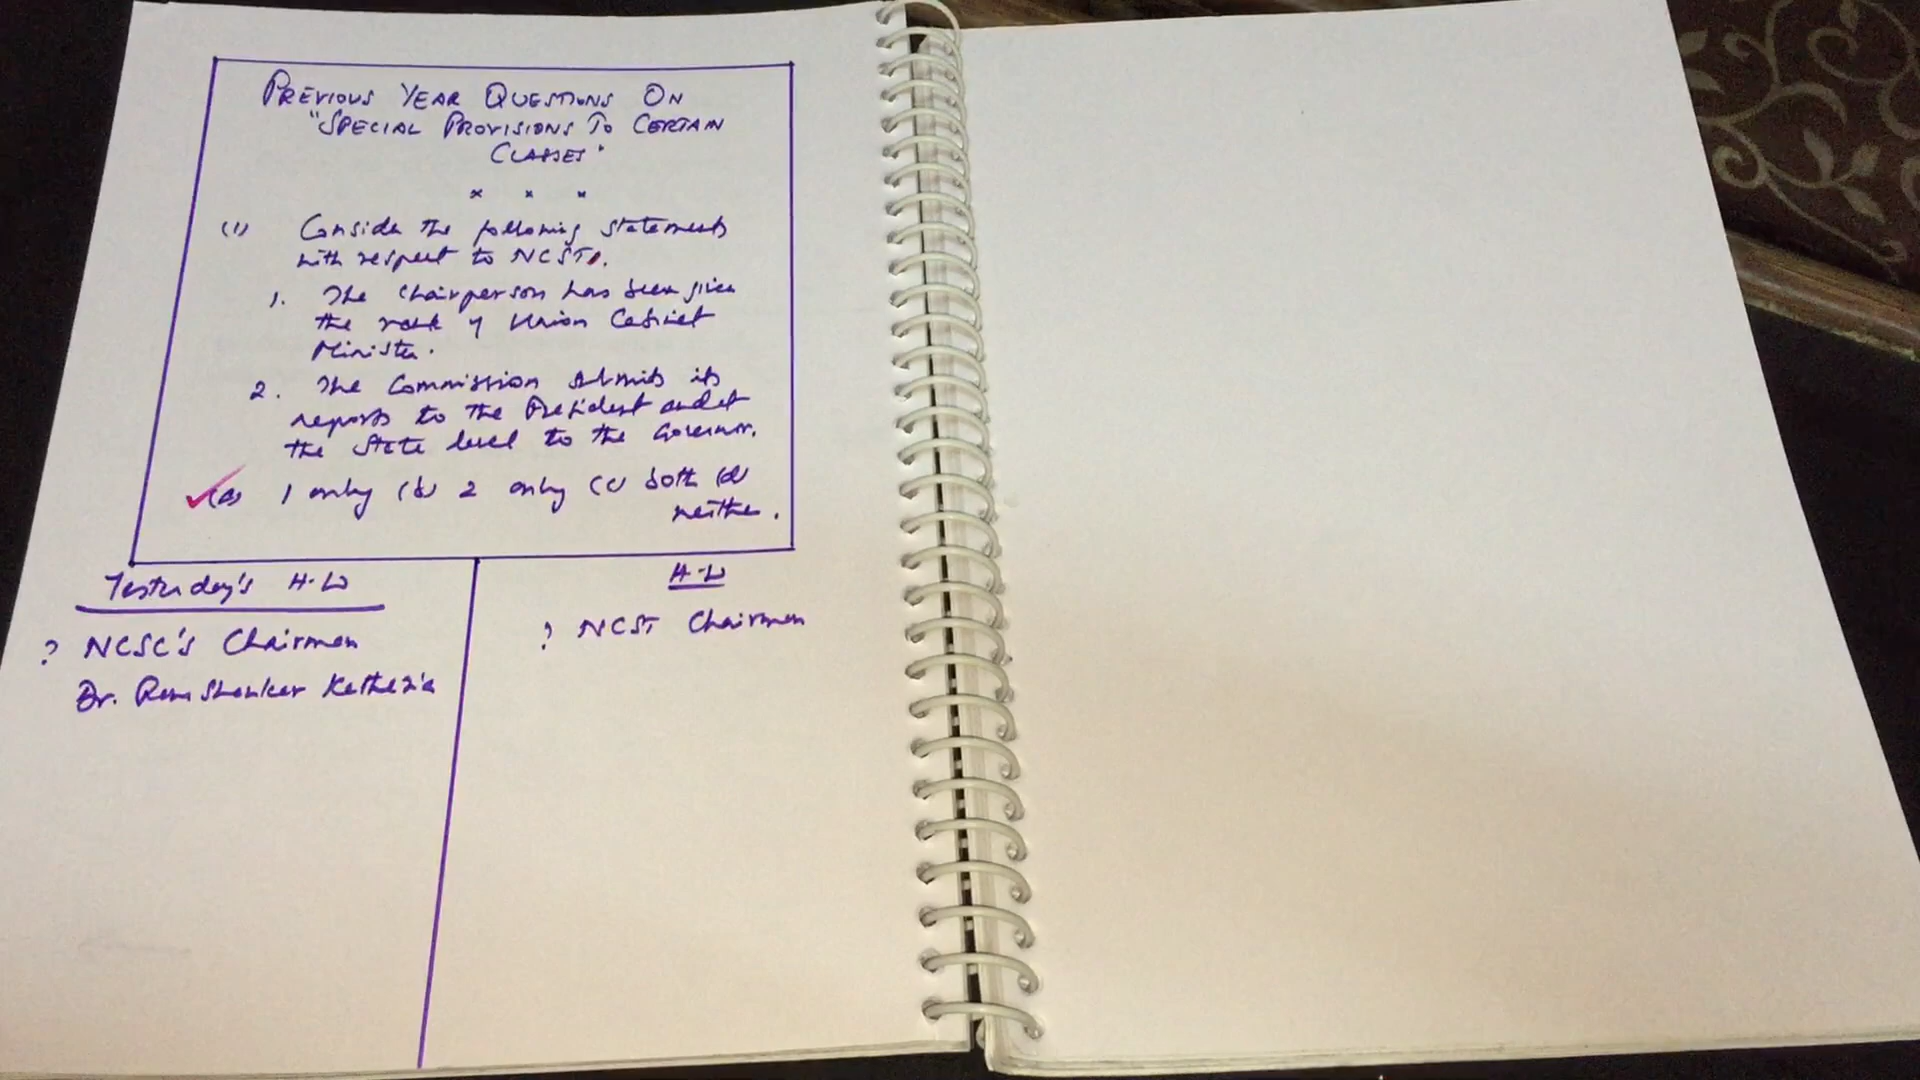 PREVIOUS YEAR QUESTIONS ON
"SPECIAL PROVISIONS TO CERTAIN
CLASSES"
x x x
(1) Consider the following statements
with respect to NCST.
1. The Chairperson has been given
the rank of Union Cabinet
Minister.
2. The Commission submits its
reports to the President and at
the State level to the Governor.
✓(a) 1 only (b) 2 only (c) both (d)
neither.
Yesterday's H.W
? NCSC's Chairman
Dr. Ram Shankar Katheria
H.W
? NCST Chairman